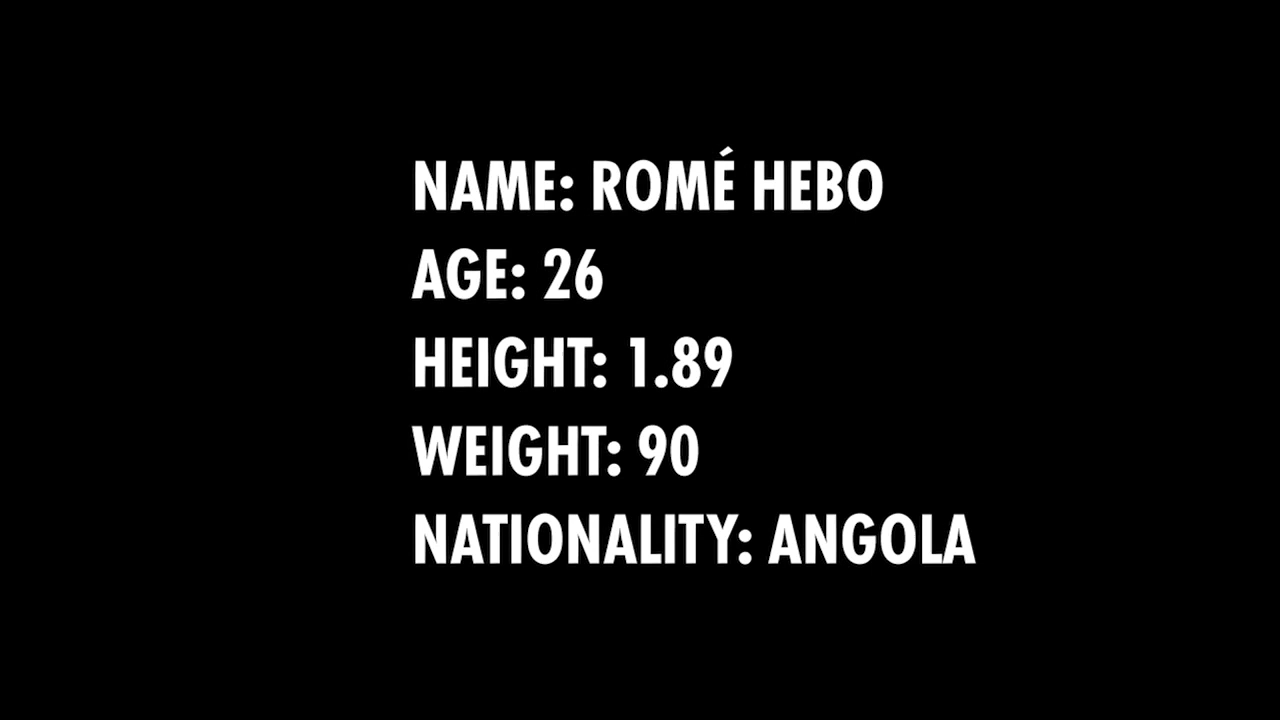 NAME: ROMÉ HEBO
AGE: 26
HEIGHT: 1.89
WEIGHT: 90
NATIONALITY: ANGOLA